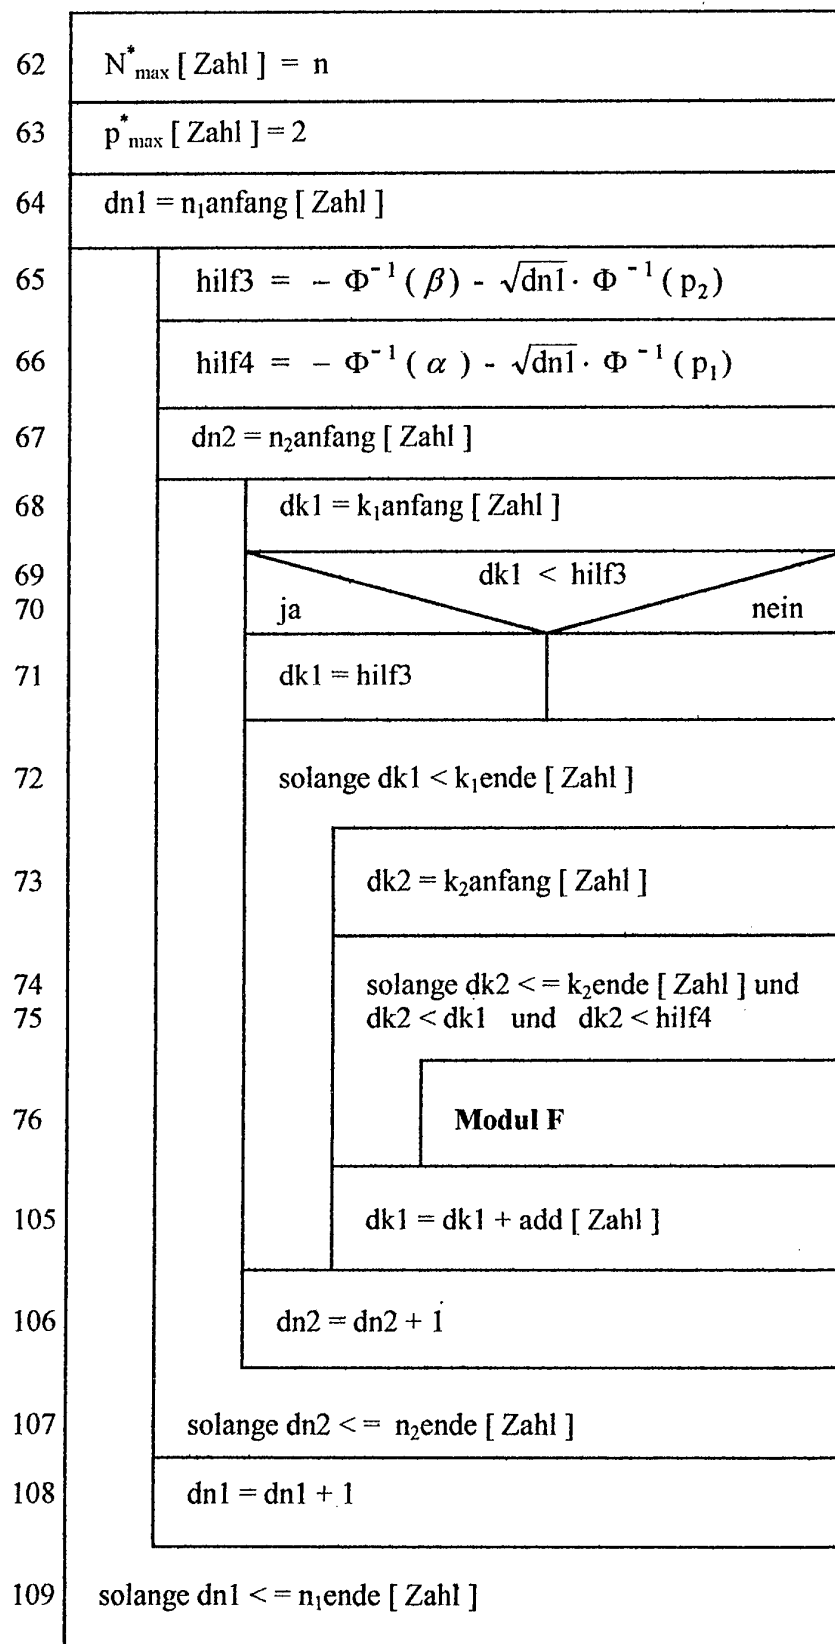 62 N*max [ Zahl ] = n
63 p*max [ Zahl ] = 2
64 dn1 = n₁anfang [ Zahl ]
65 hilf3 = - Φ⁻¹ ( β ) - √dn1 · Φ⁻¹ ( p₂ )
66 hilf4 = - Φ⁻¹ ( α ) - √dn1 · Φ⁻¹ ( p₁ )
67 dn2 = n₂anfang [ Zahl ]
68 dk1 = k₁anfang [ Zahl ]
69 dk1 < hilf3
70 ja nein
71 dk1 = hilf3
72 solange dk1 < k₁ende [ Zahl ]
73 dk2 = k₂anfang [ Zahl ]
74 solange dk2 < = k₂ende [ Zahl ] und
75 dk2 < dk1 und dk2 < hilf4
76 Modul F
105 dk1 = dk1 + add [ Zahl ]
106 dn2 = dn2 + 1
107 solange dn2 < = n₂ende [ Zahl ]
108 dn1 = dn1 + 1
109 solange dn1 < = n₁ende [ Zahl ]